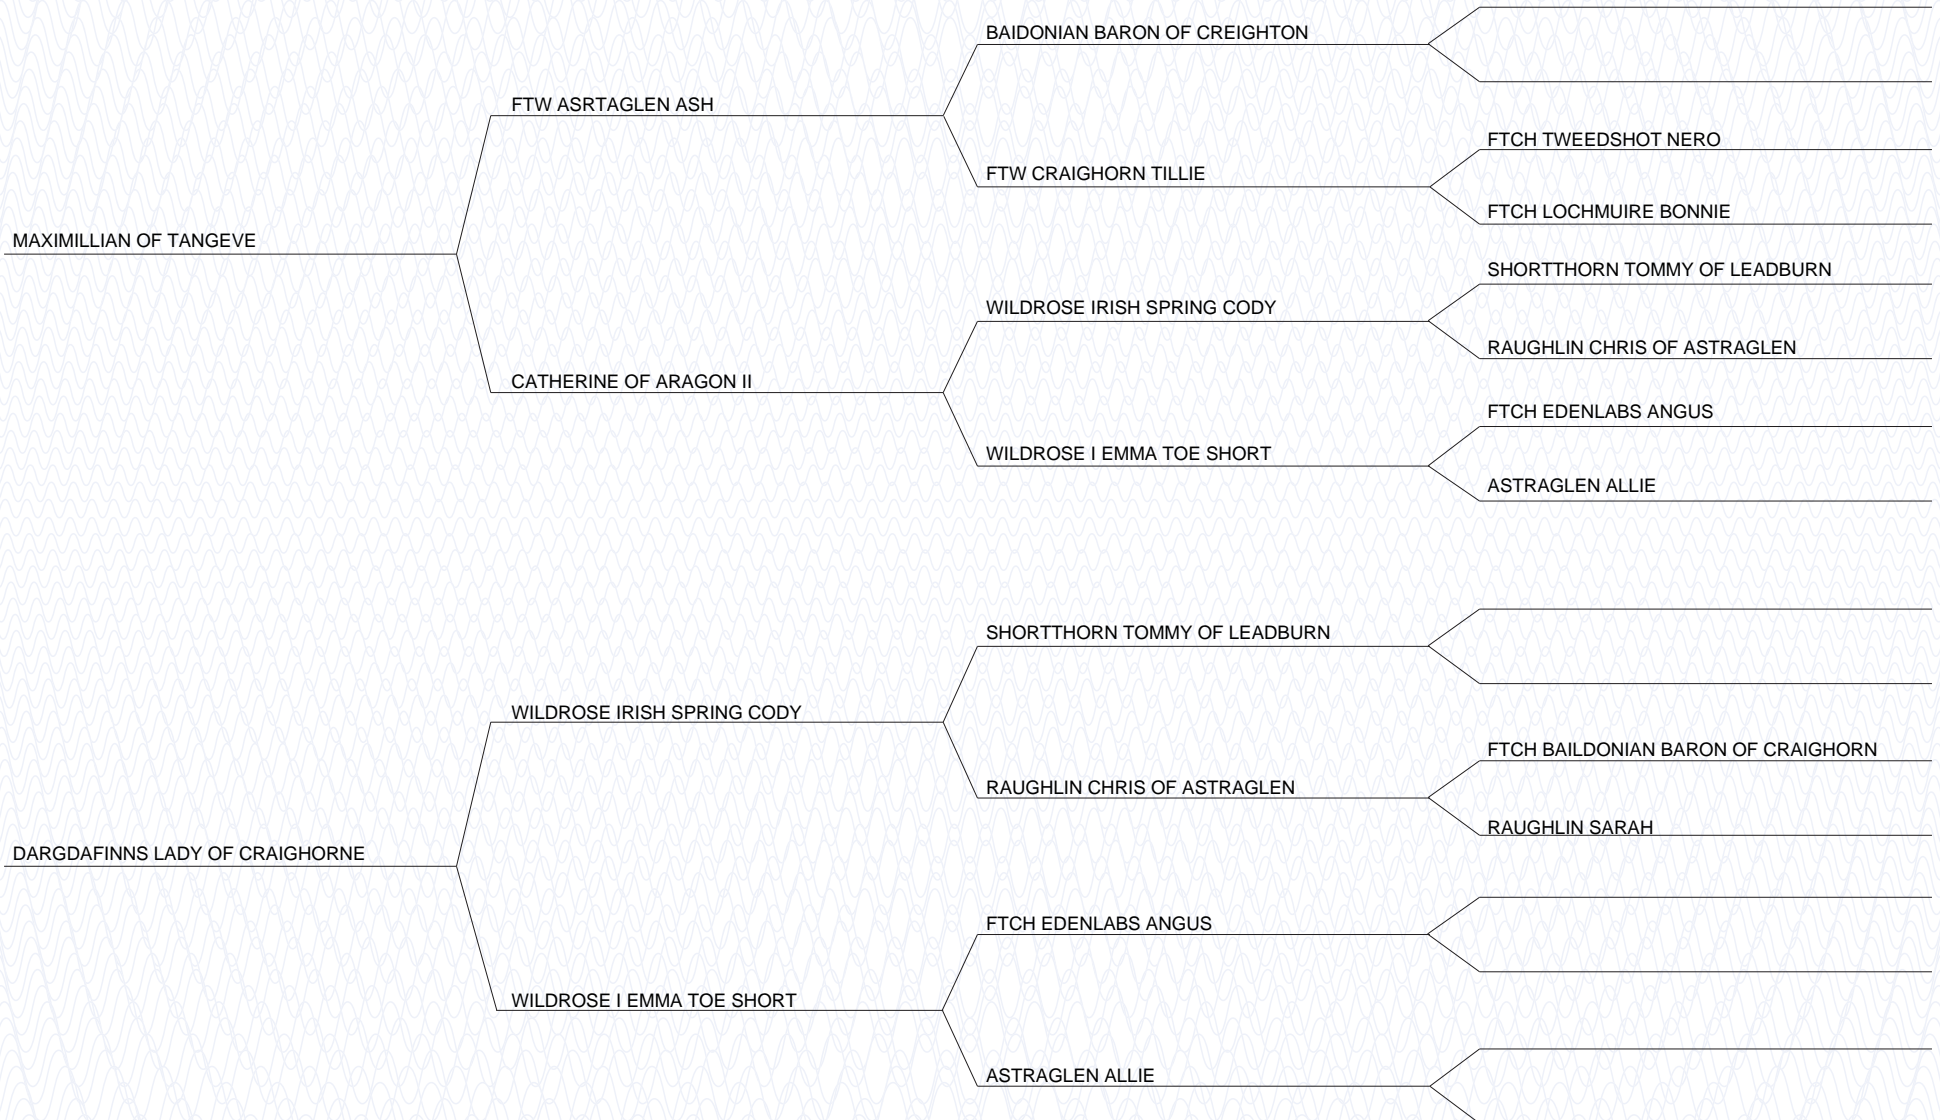 BAIDONIAN BARON OF CREIGHTON
FTW ASRTAGLEN ASH
FTCH TWEEDSHOT NERO
FTW CRAIGHORN TILLIE
FTCH LOCHMUIRE BONNIE
MAXIMILLIAN OF TANGEVE
SHORTTHORN TOMMY OF LEADBURN
WILDROSE IRISH SPRING CODY
RAUGHLIN CHRIS OF ASTRAGLEN
CATHERINE OF ARAGON II
FTCH EDENLABS ANGUS
WILDROSE I EMMA TOE SHORT
ASTRAGLEN ALLIE
SHORTTHORN TOMMY OF LEADBURN
WILDROSE IRISH SPRING CODY
FTCH BAILDONIAN BARON OF CRAIGHORN
RAUGHLIN CHRIS OF ASTRAGLEN
RAUGHLIN SARAH
DARGDAFINNS LADY OF CRAIGHORNE
FTCH EDENLABS ANGUS
WILDROSE I EMMA TOE SHORT
ASTRAGLEN ALLIE